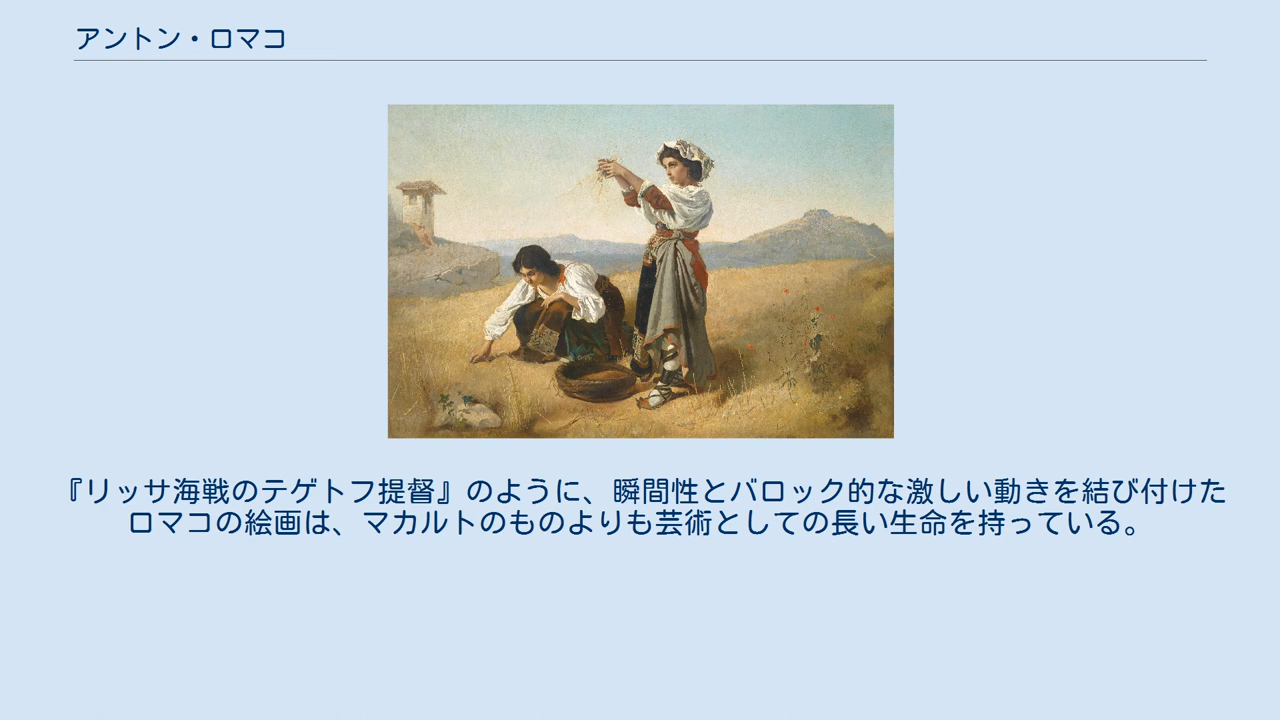 アントン・ロマコ
『リッサ海戦のテゲトフ提督』のように、瞬間性とバロック的な激しい動きを結び付けた
ロマコの絵画は、マカルトのものよりも芸術としての長い生命を持っている。